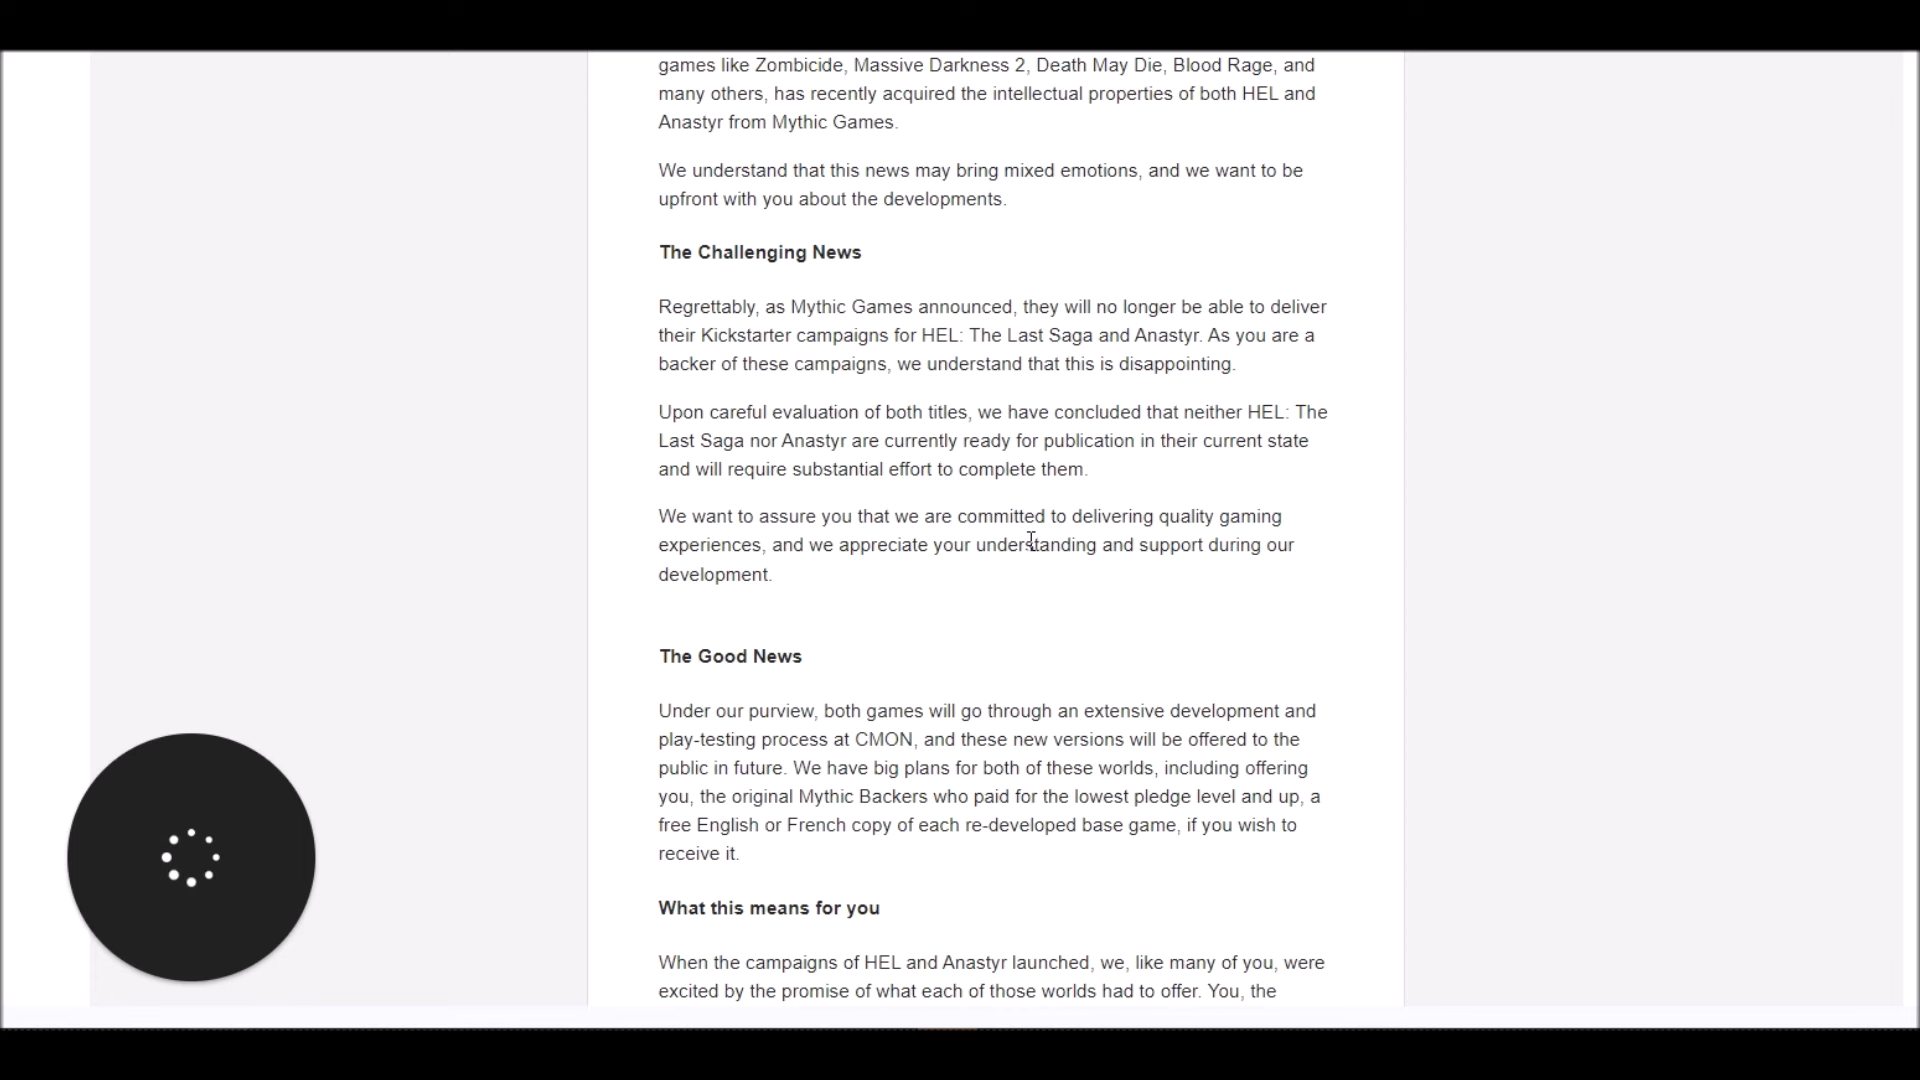 games like Zombicide, Massive Darkness 2, Death May Die, Blood Rage, and
many others, has recently acquired the intellectual properties of both HEL and
Anastyr from Mythic Games.
We understand that this news may bring mixed emotions, and we want to be
upfront with you about the developments.
The Challenging News
Regrettably, as Mythic Games announced, they will no longer be able to deliver
their Kickstarter campaigns for HEL: The Last Saga and Anastyr. As you are a
backer of these campaigns, we understand that this is disappointing.
Upon careful evaluation of both titles, we have concluded that neither HEL: The
Last Saga nor Anastyr are currently ready for publication in their current state
and will require substantial effort to complete them.
We want to assure you that we are committed to delivering quality gaming
experiences, and we appreciate your understanding and support during our
development.
The Good News
Under our purview, both games will go through an extensive development and
play-testing process at CMON, and these new versions will be offered to the
public in future. We have big plans for both of these worlds, including offering
you, the original Mythic Backers who paid for the lowest pledge level and up, a
free English or French copy of each re-developed base game, if you wish to
receive it.
What this means for you
When the campaigns of HEL and Anastyr launched, we, like many of you, were
excited by the promise of what each of those worlds had to offer. You, the